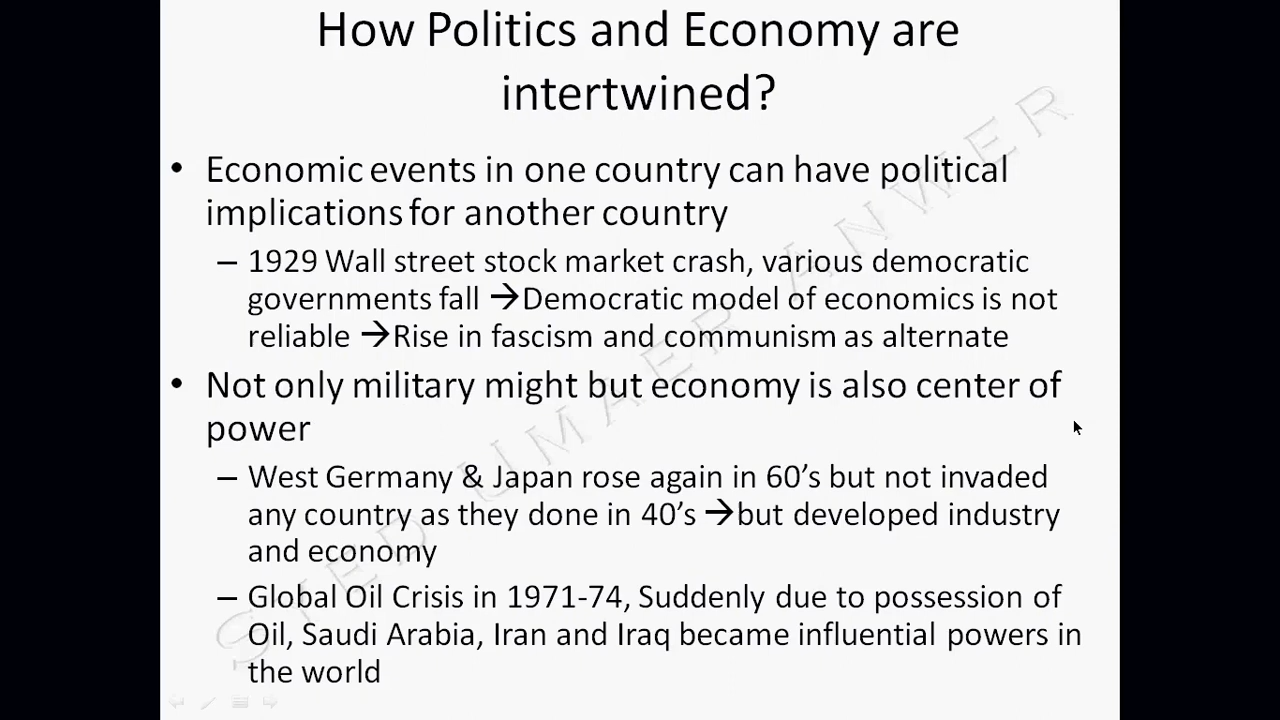 How Politics and Economy are
intertwined?
• Economic events in one country can have political
implications for another country
– 1929 Wall street stock market crash, various democratic
governments fall →Democratic model of economics is not
reliable →Rise in fascism and communism as alternate
• Not only military might but economy is also center of
power
– West Germany & Japan rose again in 60’s but not invaded
any country as they done in 40’s →but developed industry
and economy
– Global Oil Crisis in 1971-74, Suddenly due to possession of
Oil, Saudi Arabia, Iran and Iraq became influential powers in
the world
SYED UMAER ANWER